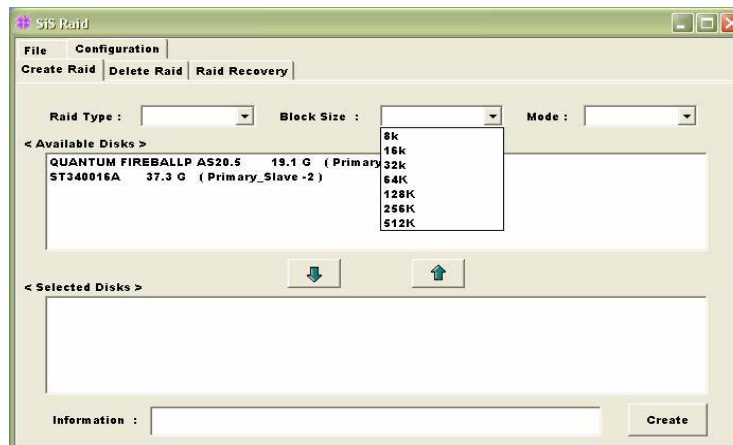 SiS Raid
File Configuration
Create Raid Delete Raid Raid Recovery
Raid Type : Block Size : Mode :
< Available Disks >
8k
16k
32k
64K
128K
256K
512K
QUANTUM FIREBALLP AS20.5 19.1 G ( Primary
ST340016A 37.3 G ( Primary_Slave -2 )
< Selected Disks >
Information :
Create